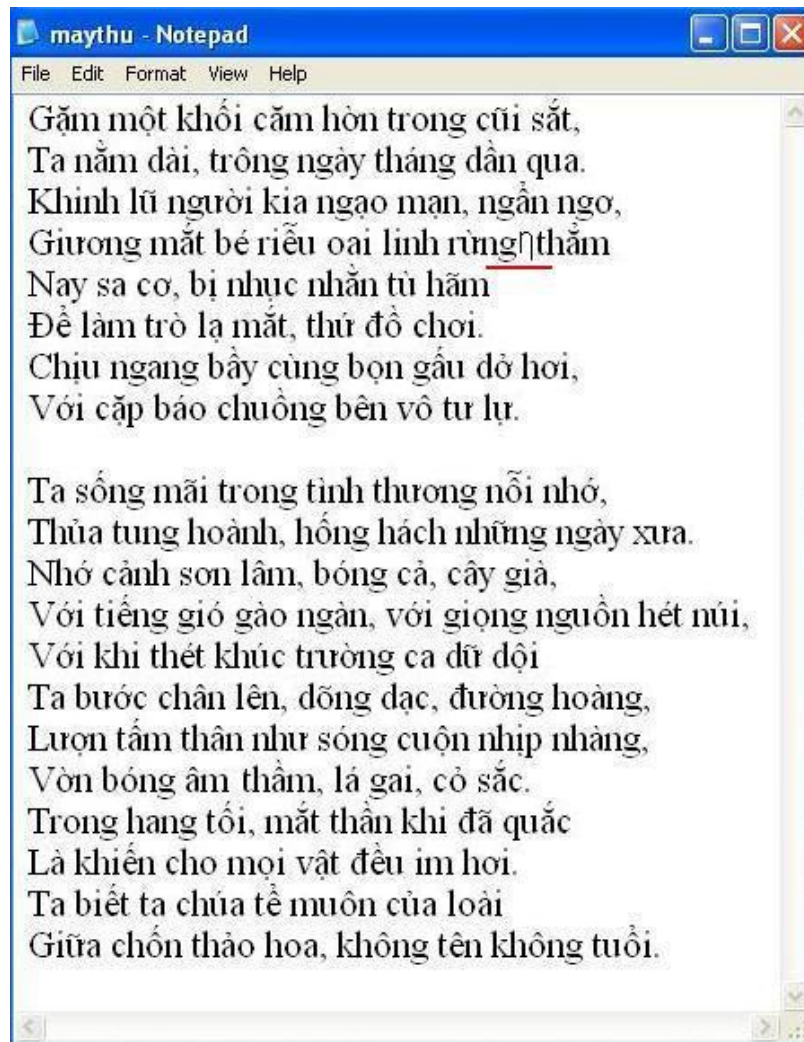 maythu - Notepad
File Edit Format View Help
Gặm một khối căm hờn trong cũi sắt,
Ta nằm dài, trông ngày tháng dần qua.
Khinh lũ người kia ngạo mạn, ngẩn ngơ,
Giương mắt bé riễu oai linh rừngՈthẳm
Nay sa cơ, bị nhục nhằn tù hãm
Để làm trò lạ mắt, thứ đồ chơi.
Chịu ngang bầy cùng bọn gấu dở hơi,
Với cặp báo chuồng bên vô tư lự.

Ta sống mãi trong tình thương nỗi nhớ,
Thủa tung hoành, hống hách những ngày xưa.
Nhớ cảnh sơn lâm, bóng cả, cây già,
Với tiếng gió gào ngàn, với giọng nguồn hét núi,
Với khi thét khúc trường ca dữ dội
Ta bước chân lên, dõng dạc, đường hoàng,
Lượn tấm thân như sóng cuộn nhịp nhàng,
Vờn bóng âm thầm, lá gai, cỏ sắc.
Trong hang tối, mắt thần khi đã quắc
Là khiến cho mọi vật đều im hơi.
Ta biết ta chúa tể muôn của loài
Giữa chốn thảo hoa, không tên không tuổi.